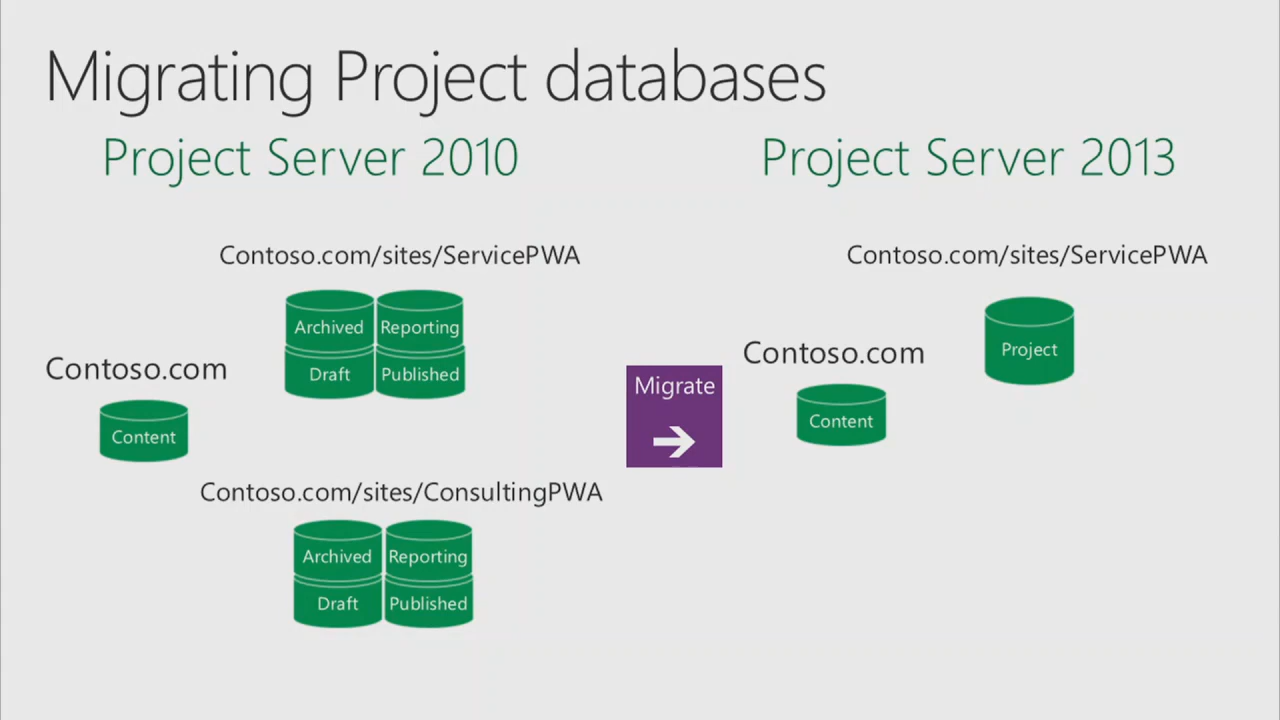 Migrating Project databases
Project Server 2010
Project Server 2013
Contoso.com/sites/ServicePWA
Archived
Reporting
Draft
Published
Contoso.com
Content
Contoso.com/sites/ConsultingPWA
Archived
Reporting
Draft
Published
Migrate
Contoso.com/sites/ServicePWA
Project
Contoso.com
Content